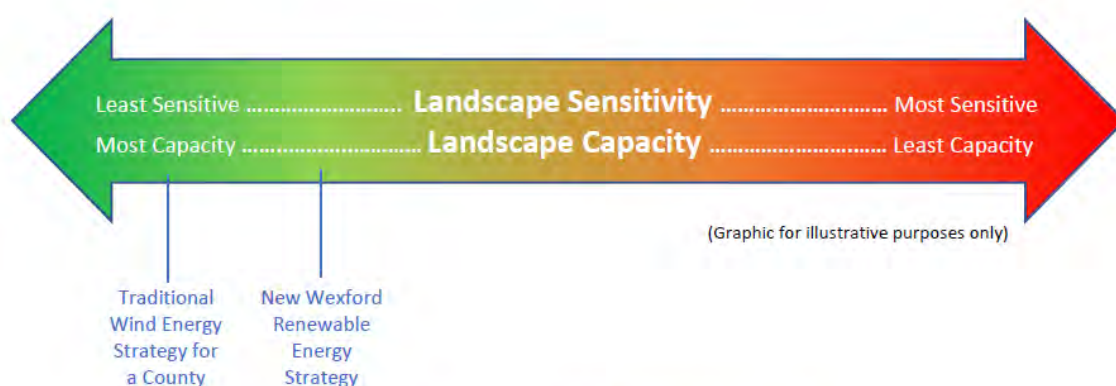 Least Sensitive ............................ Landscape Sensitivity ............................ Most Sensitive
Most Capacity ................................ Landscape Capacity ................................ Least Capacity
(Graphic for illustrative purposes only)
Traditional
Wind Energy
Strategy for
a County
New Wexford
Renewable
Energy
Strategy